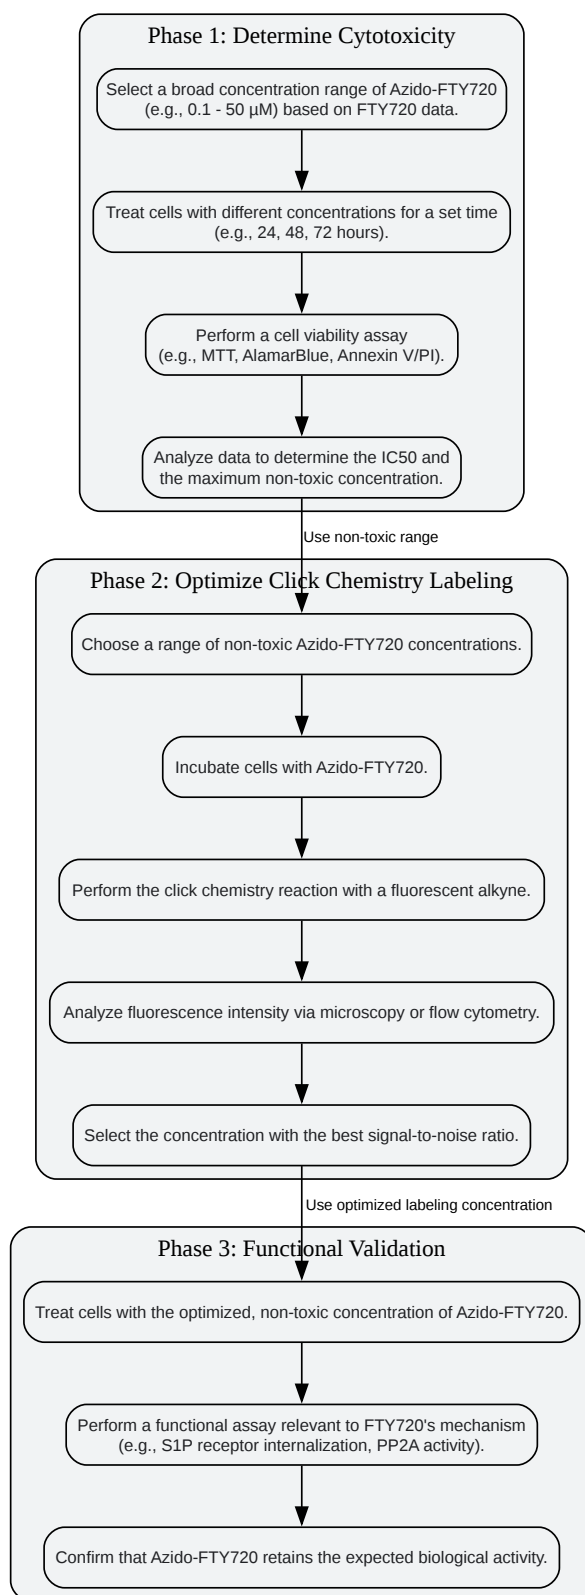 Phase 1: Determine Cytotoxicity
Select a broad concentration range of Azido-FTY720
(e.g., 0.1 - 50 µM) based on FTY720 data.
Treat cells with different concentrations for a set time
(e.g., 24, 48, 72 hours).
Perform a cell viability assay
(e.g., MTT, AlamarBlue, Annexin V/PI).
Analyze data to determine the IC50 and
the maximum non-toxic concentration.
Use non-toxic range
Phase 2: Optimize Click Chemistry Labeling
Choose a range of non-toxic Azido-FTY720 concentrations.
Incubate cells with Azido-FTY720.
Perform the click chemistry reaction with a fluorescent alkyne.
Analyze fluorescence intensity via microscopy or flow cytometry.
Select the concentration with the best signal-to-noise ratio.
Use optimized labeling concentration
Phase 3: Functional Validation
Treat cells with the optimized, non-toxic concentration of Azido-FTY720.
Perform a functional assay relevant to FTY720's mechanism
(e.g., S1P receptor internalization, PP2A activity).
Confirm that Azido-FTY720 retains the expected biological activity.